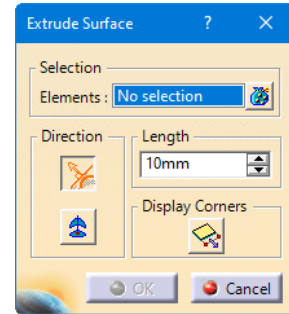 Extrude Surface ? ×
Selection
Elements : No selection
Direction
Length
10mm
Display Corners
OK Cancel